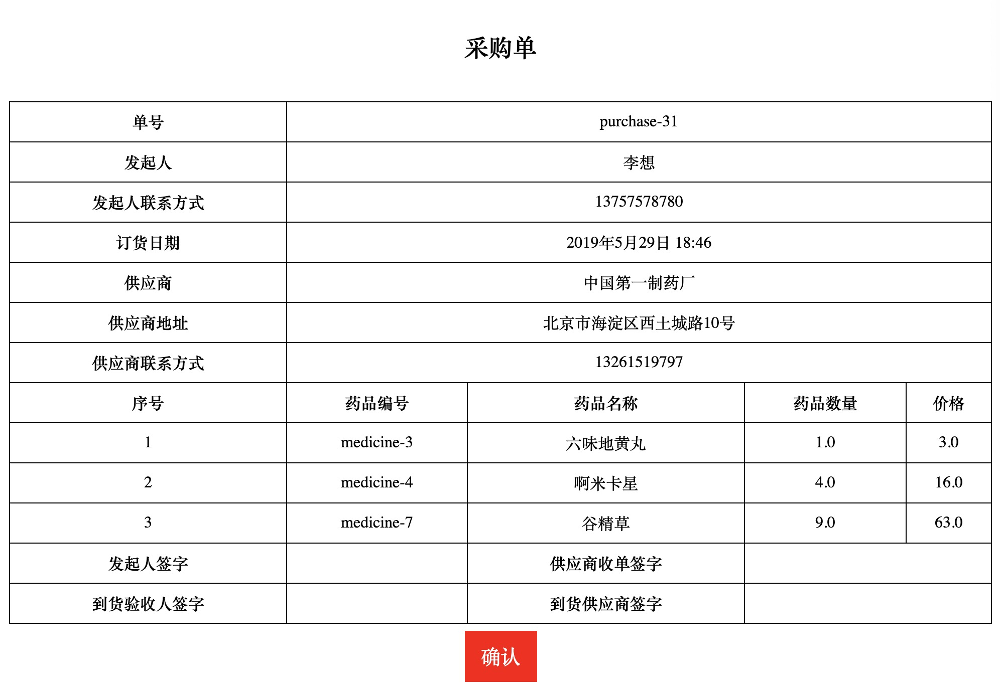 采购单
单号 purchase-31
发起人 李想
发起人联系方式 13757578780
订货日期 2019年5月29日 18:46
供应商 中国第一制药厂
供应商地址 北京市海淀区西土城路10号
供应商联系方式 13261519797
序号 药品编号 药品名称 药品数量 价格
1 medicine-3 六味地黄丸 1.0 3.0
2 medicine-4 啊米卡星 4.0 16.0
3 medicine-7 谷精草 9.0 63.0
发起人签字 供应商收单签字
到货验收人签字 到货供应商签字
确认